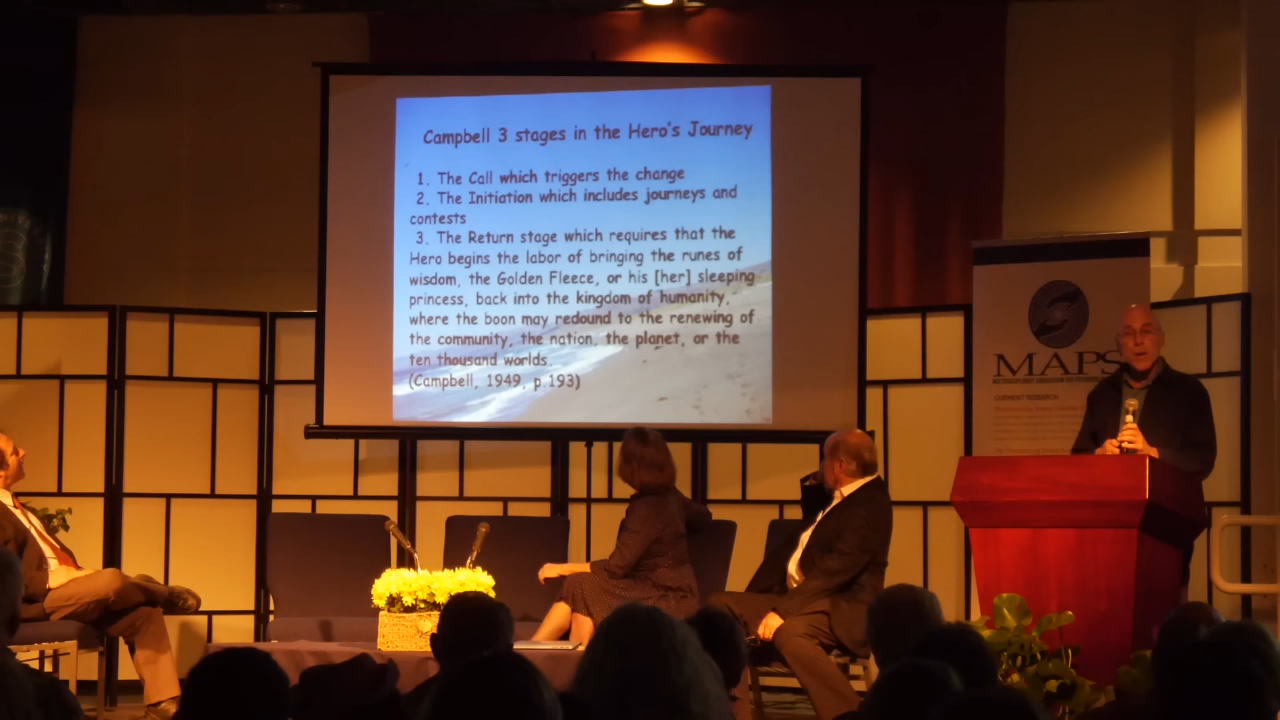 Campbell 3 stages in the Hero's Journey
1. The Call which triggers the change
2. The Initiation which includes journeys and
contests
3. The Return stage which requires that the
Hero begins the labor of bringing the runes of
wisdom, the Golden Fleece, or his [her] sleeping
princess, back into the kingdom of humanity,
where the boon may redound to the renewing of
the community, the nation, the planet, or the
ten thousand worlds.
(Campbell, 1949, p.193)
MAPS
CURRENT RESEARCH